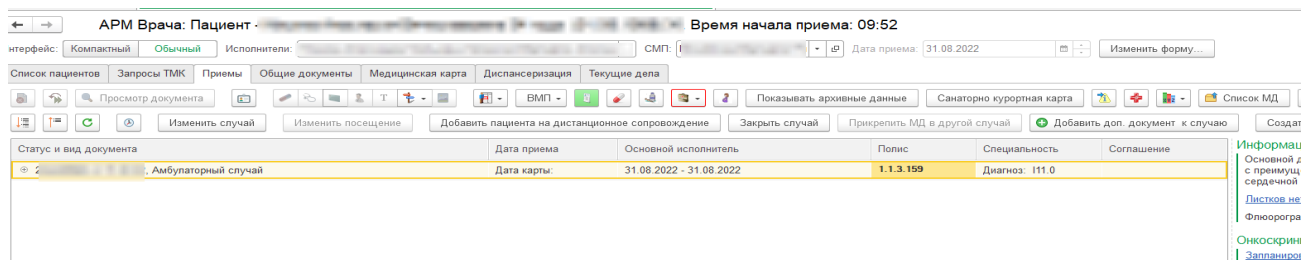 АРМ Врача: Пациент - Время начала приема: 09:52
нтерфейс: Компактный Обычный Исполнители: СМП: Дата приема: 31.08.2022 Изменить форму...
Список пациентов Запросы ТМК Приемы Общие документы Медицинская карта Диспансеризация Текущие дела
Просмотр документа T ВМП Показывать архивные данные Санаторно курортная карта Список МД
Изменить случай Изменить посещение Добавить пациента на дистанционное сопровождение Закрыть случай Прикрепить МД в другой случай Добавить доп. документ к случаю Создат
Статус и вид документа Дата приема Основной исполнитель Полис Специальность Соглашение
2 , Амбулаторный случай Дата карты: 31.08.2022 - 31.08.2022 1.1.3.159 Диагноз: I11.0
Информац
Основной д
с преимущ
сердечной
Листков не
Флюорогра
Онкоскрин
Запланиров